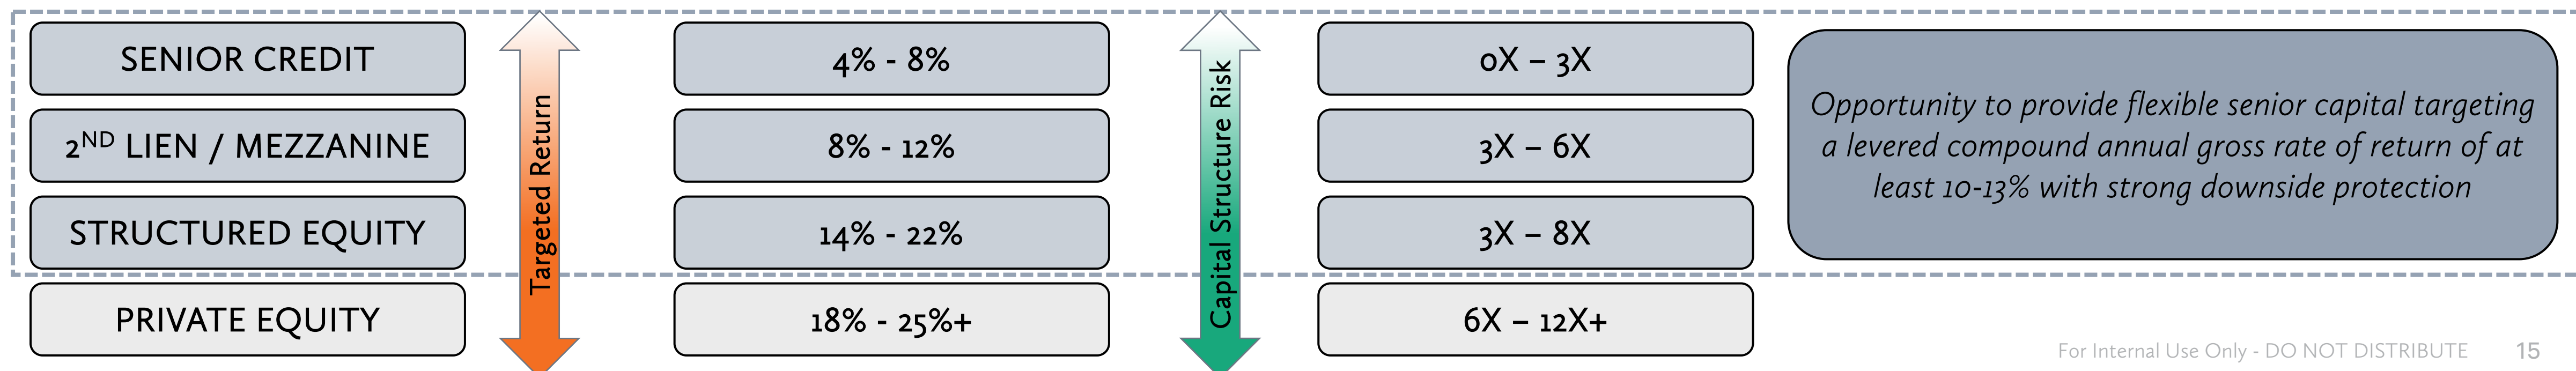 SENIOR CREDIT
4% - 8%
0X – 3X
2ND LIEN / MEZZANINE
8% - 12%
3X – 6X
STRUCTURED EQUITY
14% - 22%
3X – 8X
PRIVATE EQUITY
18% - 25%+
6X – 12X+
Targeted Return
Capital Structure Risk
Opportunity to provide flexible senior capital targeting
a levered compound annual gross rate of return of at
least 10-13% with strong downside protection
For Internal Use Only - DO NOT DISTRIBUTE 15